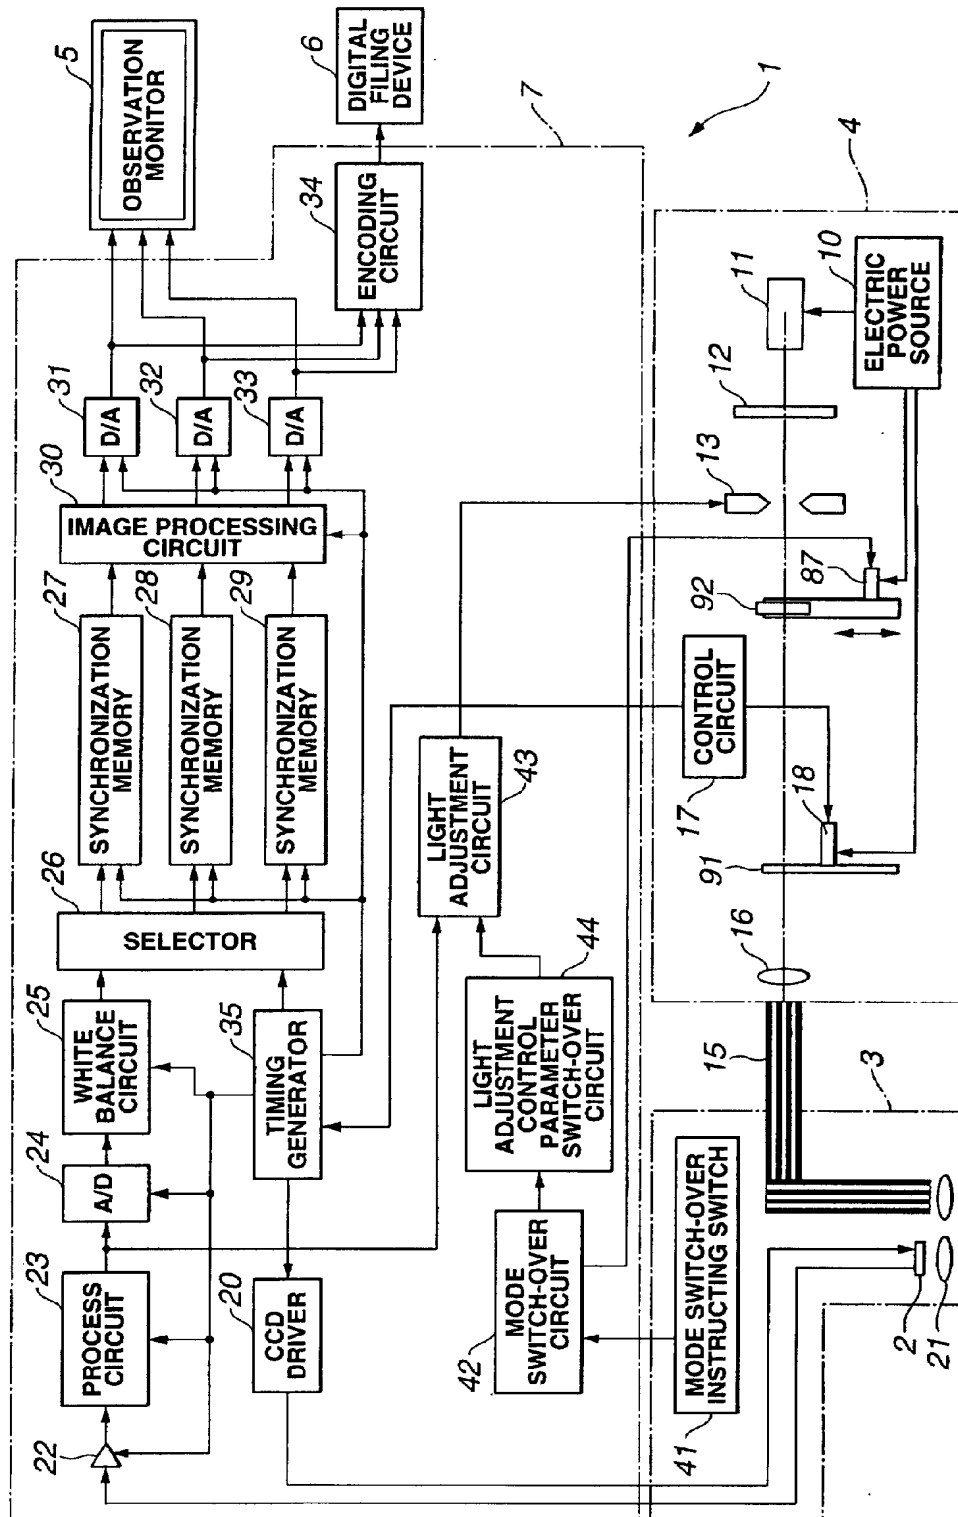 5
OBSERVATION
MONITOR
6
DIGITAL
FILING
DEVICE
7
1
34
ENCODING
CIRCUIT
31
D/A
32
D/A
33
D/A
30
IMAGE PROCESSING
CIRCUIT
27
SYNCHRONIZATION
MEMORY
28
SYNCHRONIZATION
MEMORY
29
SYNCHRONIZATION
MEMORY
26
SELECTOR
25
WHITE
BALANCE
CIRCUIT
24
A/D
23
PROCESS
CIRCUIT
22
35
TIMING
GENERATOR
20
CCD
DRIVER
43
LIGHT
ADJUSTMENT
CIRCUIT
44
LIGHT
ADJUSTMENT
CONTROL
PARAMETER
SWITCH-OVER
CIRCUIT
42
MODE
SWITCH-OVER
CIRCUIT
41
MODE SWITCH-OVER
INSTRUCTING SWITCH
4
10
ELECTRIC
POWER
SOURCE
11
12
13
87
92
17
CONTROL
CIRCUIT
18
91
16
15
3
2
21